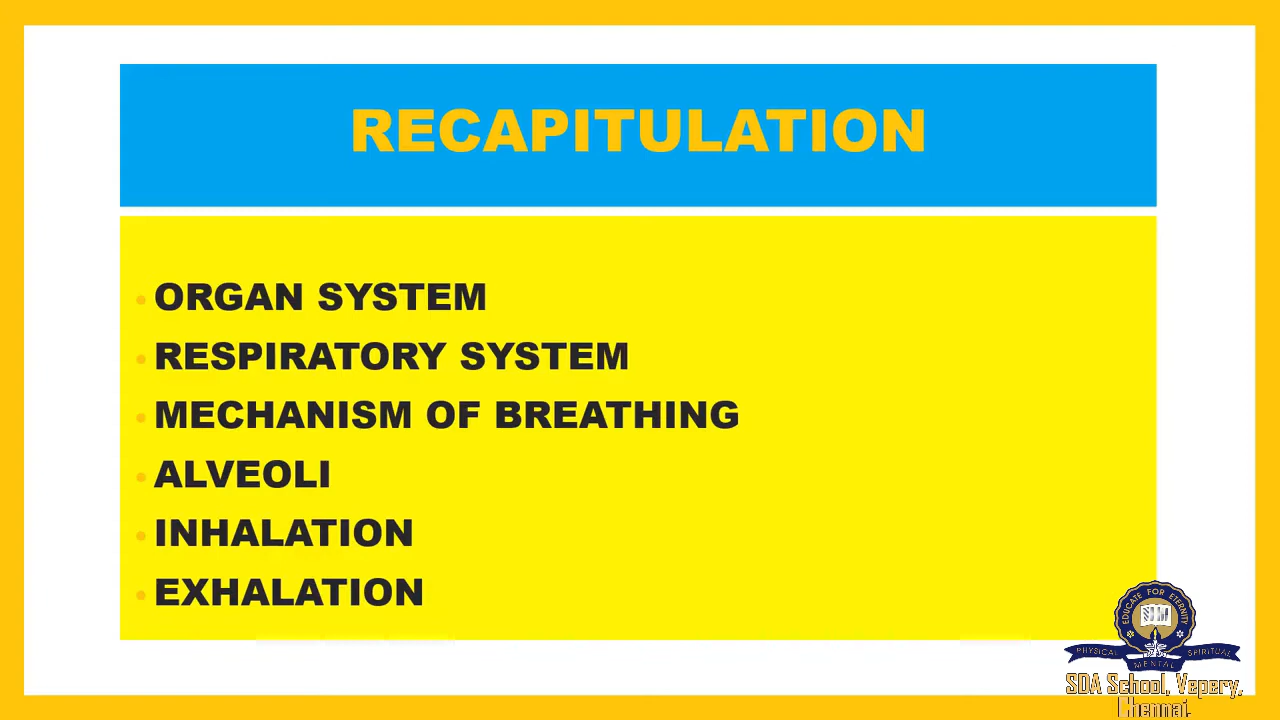 RECAPITULATION
• ORGAN SYSTEM
• RESPIRATORY SYSTEM
• MECHANISM OF BREATHING
• ALVEOLI
• INHALATION
• EXHALATION
EDUCATE FOR ETERNITY
PHYSICAL MENTAL SPIRITUAL
SDA School, Vepery,
Chennai.